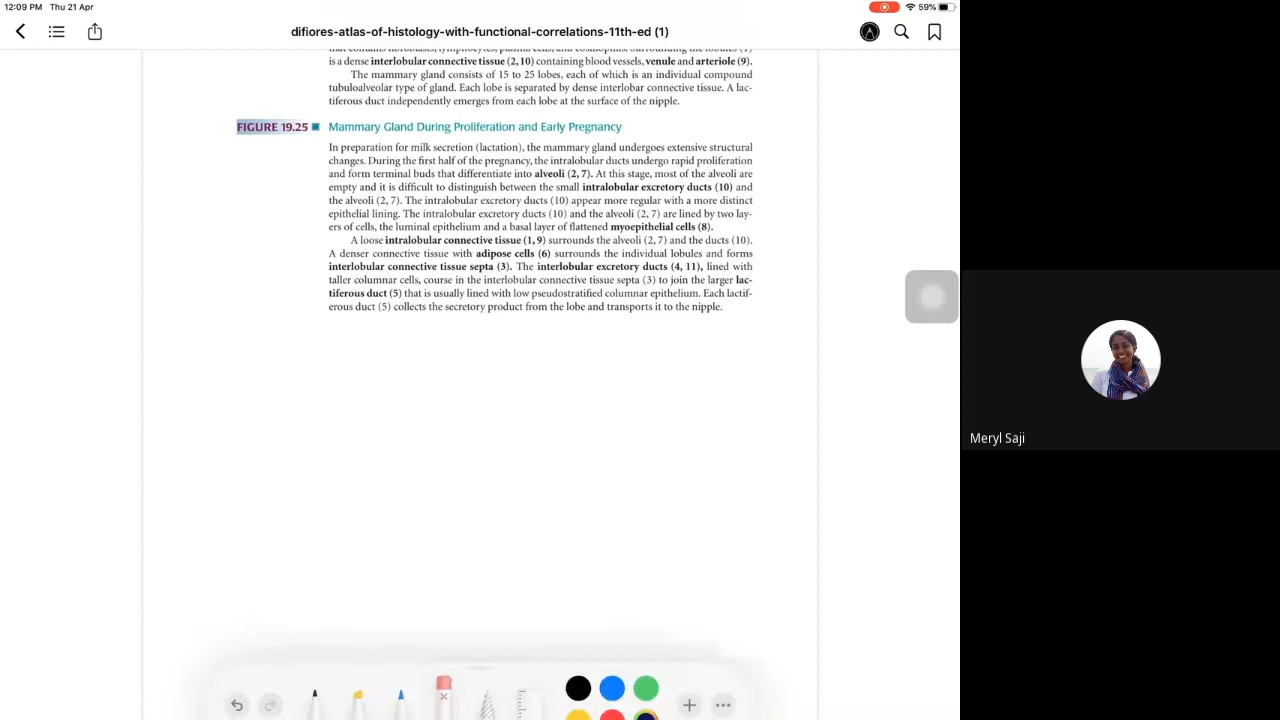 12:09 PM Thu 21 Apr
59%
difiores-atlas-of-histology-with-functional-correlations-11th-ed (1)
that contains fibroblasts, lymphocytes, plasma cells, and eosinophils. Surrounding the lobules (1)
is a dense interlobular connective tissue (2, 10) containing blood vessels, venule and arteriole (9).
The mammary gland consists of 15 to 25 lobes, each of which is an individual compound
tubuloalveolar type of gland. Each lobe is separated by dense interlobar connective tissue. A lac-
tiferous duct independently emerges from each lobe at the surface of the nipple.
FIGURE 19.25 Mammary Gland During Proliferation and Early Pregnancy
In preparation for milk secretion (lactation), the mammary gland undergoes extensive structural
changes. During the first half of the pregnancy, the intralobular ducts undergo rapid proliferation
and form terminal buds that differentiate into alveoli (2, 7). At this stage, most of the alveoli are
empty and it is difficult to distinguish between the small intralobular excretory ducts (10) and
the alveoli (2, 7). The intralobular excretory ducts (10) appear more regular with a more distinct
epithelial lining. The intralobular excretory ducts (10) and the alveoli (2, 7) are lined by two lay-
ers of cells, the luminal epithelium and a basal layer of flattened myoepithelial cells (8).
A loose intralobular connective tissue (1, 9) surrounds the alveoli (2, 7) and the ducts (10).
A denser connective tissue with adipose cells (6) surrounds the individual lobules and forms
interlobular connective tissue septa (3). The interlobular excretory ducts (4, 11), lined with
taller columnar cells, course in the interlobular connective tissue septa (3) to join the larger lac-
tiferous duct (5) that is usually lined with low pseudostratified columnar epithelium. Each lactif-
erous duct (5) collects the secretory product from the lobe and transports it to the nipple.
Meryl Saji